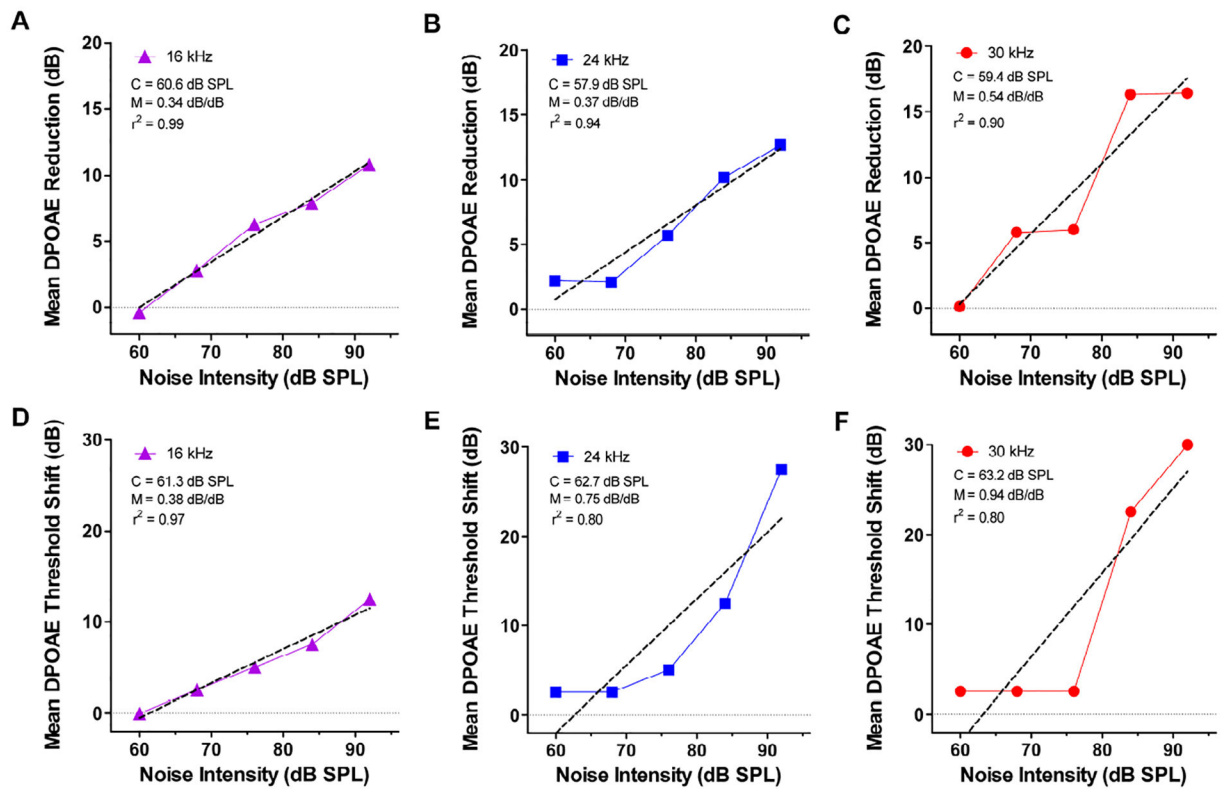 A
Mean DPOAE Reduction (dB)
20
15
10
5
0
16 kHz
C = 60.6 dB SPL
M = 0.34 dB/dB
r² = 0.99
60 70 80 90
Noise Intensity (dB SPL)
B
Mean DPOAE Reduction (dB)
20
15
10
5
0
24 kHz
C = 57.9 dB SPL
M = 0.37 dB/dB
r² = 0.94
60 70 80 90
Noise Intensity (dB SPL)
C
Mean DPOAE Reduction (dB)
20
15
10
5
0
30 kHz
C = 59.4 dB SPL
M = 0.54 dB/dB
r² = 0.90
60 70 80 90
Noise Intensity (dB SPL)
D
Mean DPOAE Threshold Shift (dB)
30
20
10
0
16 kHz
C = 61.3 dB SPL
M = 0.38 dB/dB
r² = 0.97
60 70 80 90
Noise Intensity (dB SPL)
E
Mean DPOAE Threshold Shift (dB)
30
20
10
0
24 kHz
C = 62.7 dB SPL
M = 0.75 dB/dB
r² = 0.80
60 70 80 90
Noise Intensity (dB SPL)
F
Mean DPOAE Threshold Shift (dB)
30
20
10
0
30 kHz
C = 63.2 dB SPL
M = 0.94 dB/dB
r² = 0.80
60 70 80 90
Noise Intensity (dB SPL)